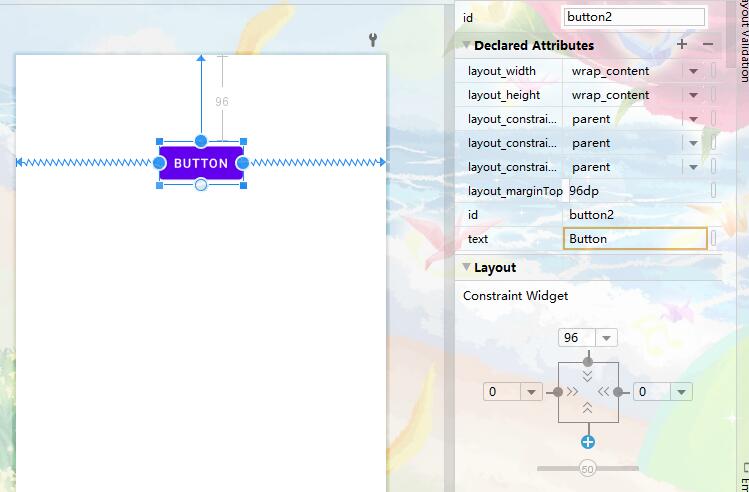 id button2
Declared Attributes
layout_width wrap_content
layout_height wrap_content
layout_constrai... parent
layout_constrai... parent
layout_constrai... parent
layout_marginTop 96dp
id button2
text Button
Layout
Constraint Widget
96
0 0
50
96
BUTTON
ayout Validation